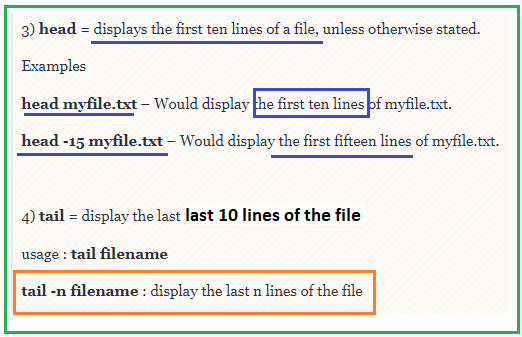 3) head = displays the first ten lines of a file, unless otherwise stated.
Examples
head myfile.txt – Would display the first ten lines of myfile.txt.
head -15 myfile.txt – Would display the first fifteen lines of myfile.txt.
4) tail = display the last last 10 lines of the file
usage : tail filename
tail -n filename : display the last n lines of the file